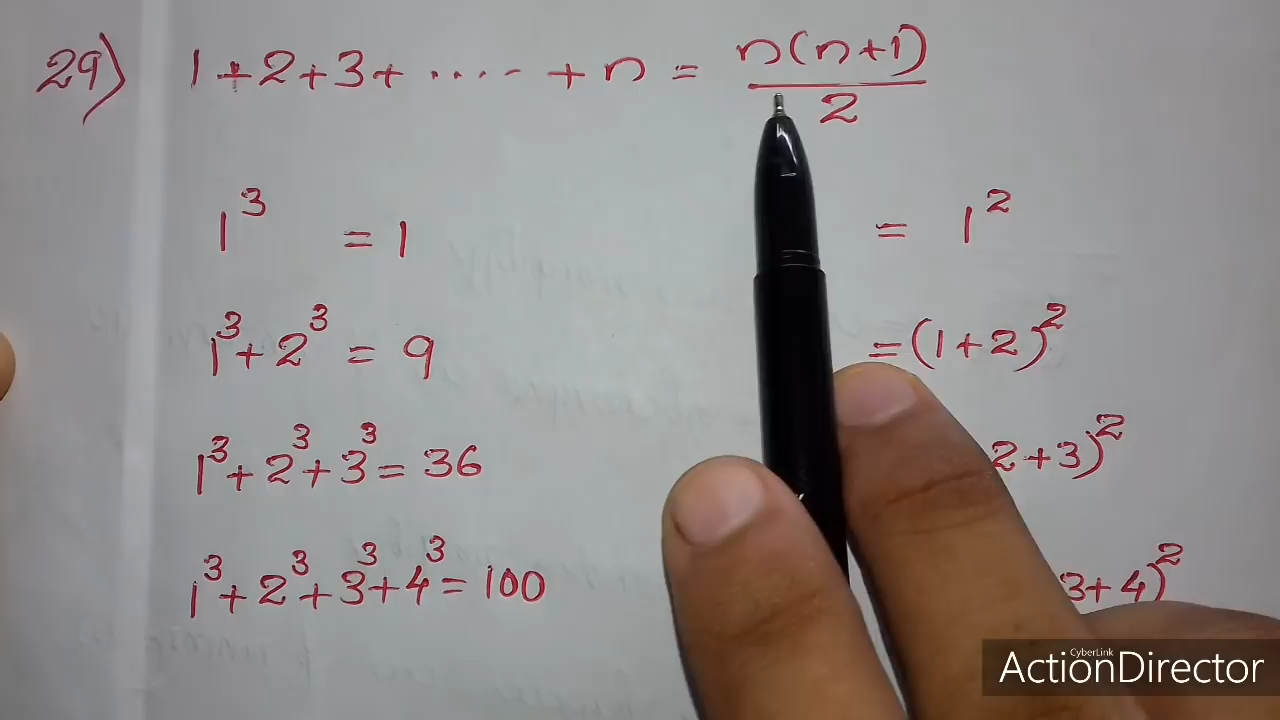 29) 1+2+3+ ····· + n = n(n+1)/2
1³ = 1 = 1²
1³+2³ = 9 =(1+2)²
1³+2³+3³= 36 2+3)²
1³+2³+3³+4³= 100 3+4)²
CyberLink
ActionDirector